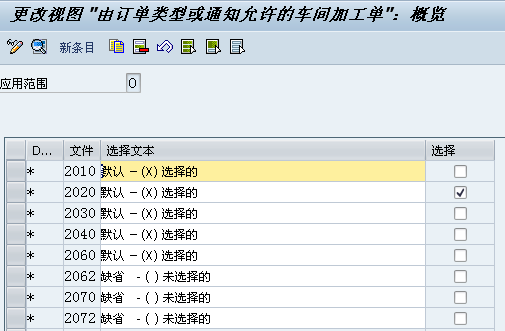 更改视图 "由订单类型或通知允许的车间加工单": 概览
新条目
应用范围 O
D... 文件 选择文本 选择
* 2010 默认 - (X) 选择的
* 2020 默认 - (X) 选择的
* 2030 默认 - (X) 选择的
* 2040 默认 - (X) 选择的
* 2060 默认 - (X) 选择的
* 2062 缺省 - ( ) 未选择的
* 2070 缺省 - ( ) 未选择的
* 2072 缺省 - ( ) 未选择的